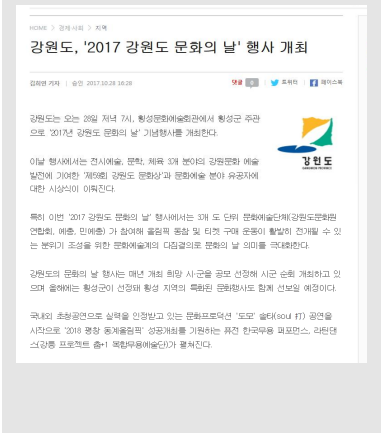 HOME > 경제·사회 > 지역
강원도, '2017 강원도 문화의 날' 행사 개최
김희연 기자 | 승인 2017.10.28 16:28
댓글 0 트위터 페이스북
강원도는 오는 28일 저녁 7시, 횡성문화예술회관에서 횡성군 주관
으로 '2017년 강원도 문화의 날' 기념행사를 개최한다.
강원도
이날 행사에서는 전시예술, 문학, 체육 3개 분야의 강원문화 예술
발전에 기여한 '제59회 강원도 문화상'과 문화예술 분야 유공자에
대한 시상식이 이뤄진다.
특히 이번 '2017 강원도 문화의 날' 행사에서는 3개 도 단위 문화예술단체(강원도문화원
연합회, 예총, 민예총) 가 참여해 올림픽 동참 및 티켓 구매 운동이 활발히 전개될 수 있
는 분위기 조성을 위한 문화예술계의 다짐결의로 문화의 날 의미를 극대화한다.
강원도의 문화의 날 행사는 매년 개최 희망 시·군을 공모 선정해 시군 순회 개최하고 있
으며 올해에는 횡성군이 선정돼 횡성 지역의 특화된 문화행사도 함께 선보일 예정이다.
국내외 초청공연으로 실력을 인정받고 있는 문화프로덕션 '도모' 솔타(soul 타) 공연을
시작으로 '2018 평창 동계올림픽' 성공개최를 기원하는 퓨전 한국무용 퍼포먼스, 라틴댄
스(강릉 프로젝트 춤+1 복합무용예술단)가 펼쳐진다.